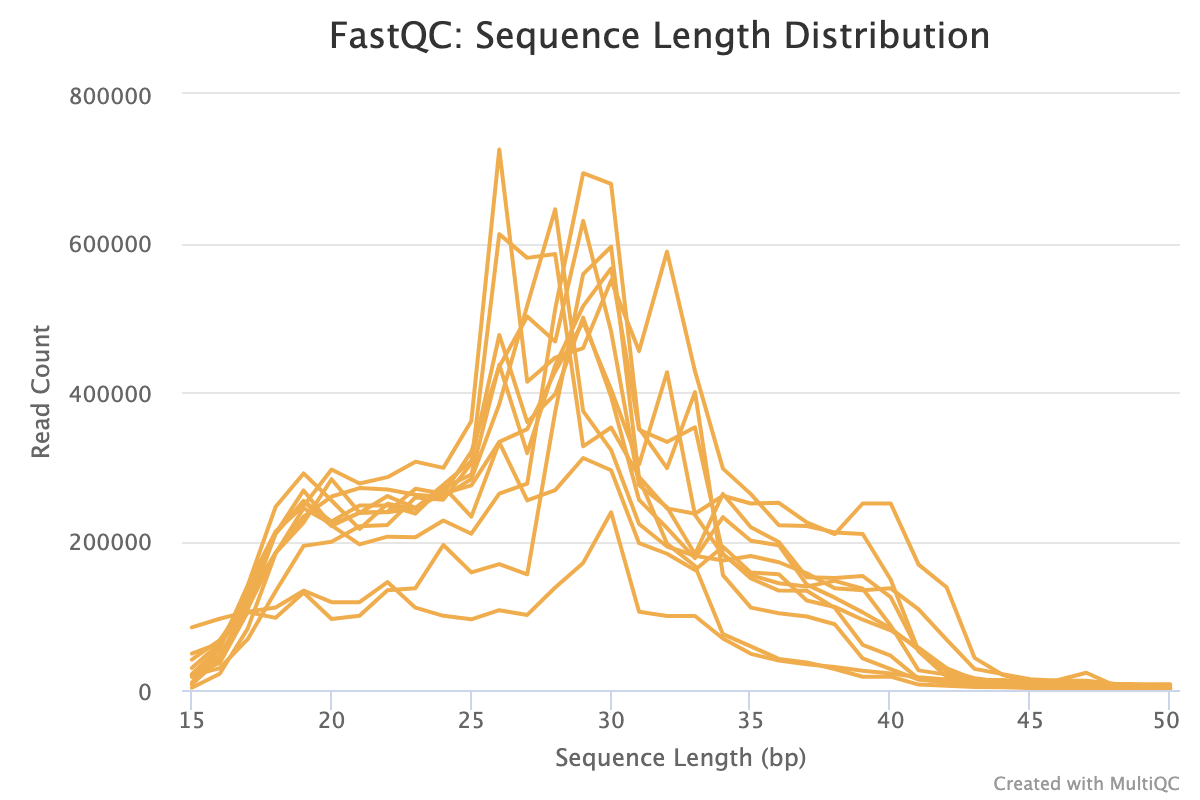 FastQC: Sequence Length Distribution
800000
600000
400000
200000
0
Read Count
15 20 25 30 35 40 45 50
Sequence Length (bp)
Created with MultiQC